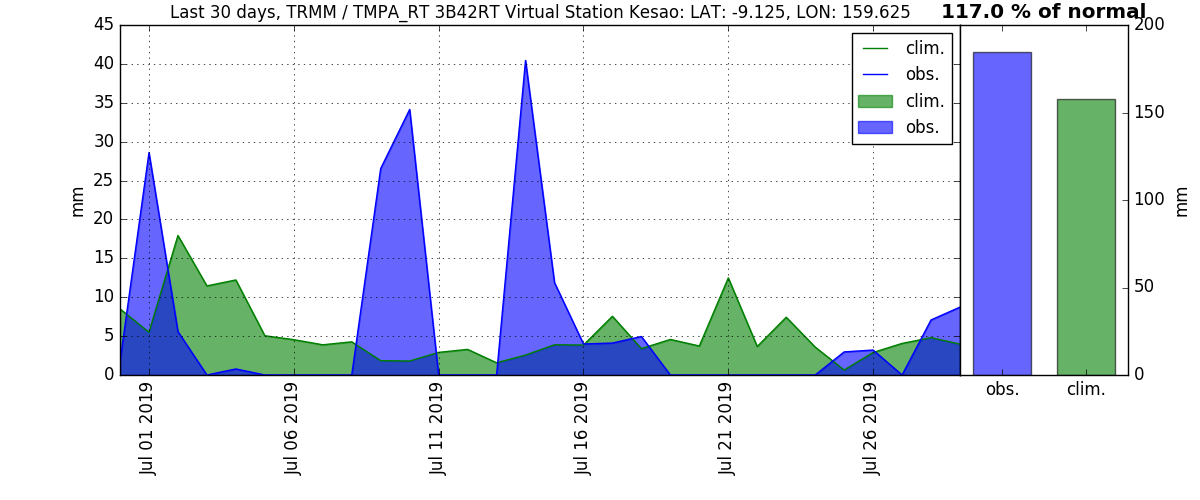 Last 30 days, TRMM / TMPA_RT 3B42RT Virtual Station Kesao: LAT: -9.125, LON: 159.625
117.0 % of normal
45
40
35
30
25
20
15
10
5
0
mm
clim.
obs.
clim.
obs.
Jul 01 2019
Jul 06 2019
Jul 11 2019
Jul 16 2019
Jul 21 2019
Jul 26 2019
200
150
100
50
0
mm
obs.
clim.